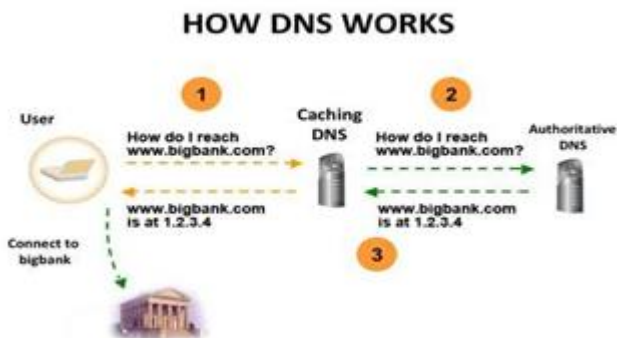 HOW DNS WORKS
1
2
User
Caching
DNS
Authoritative
DNS
How do I reach
www.bigbank.com?
How do I reach
www.bigbank.com?
www.bigbank.com
is at 1.2.3.4
www.bigbank.com
is at 1.2.3.4
Connect to
bigbank
3